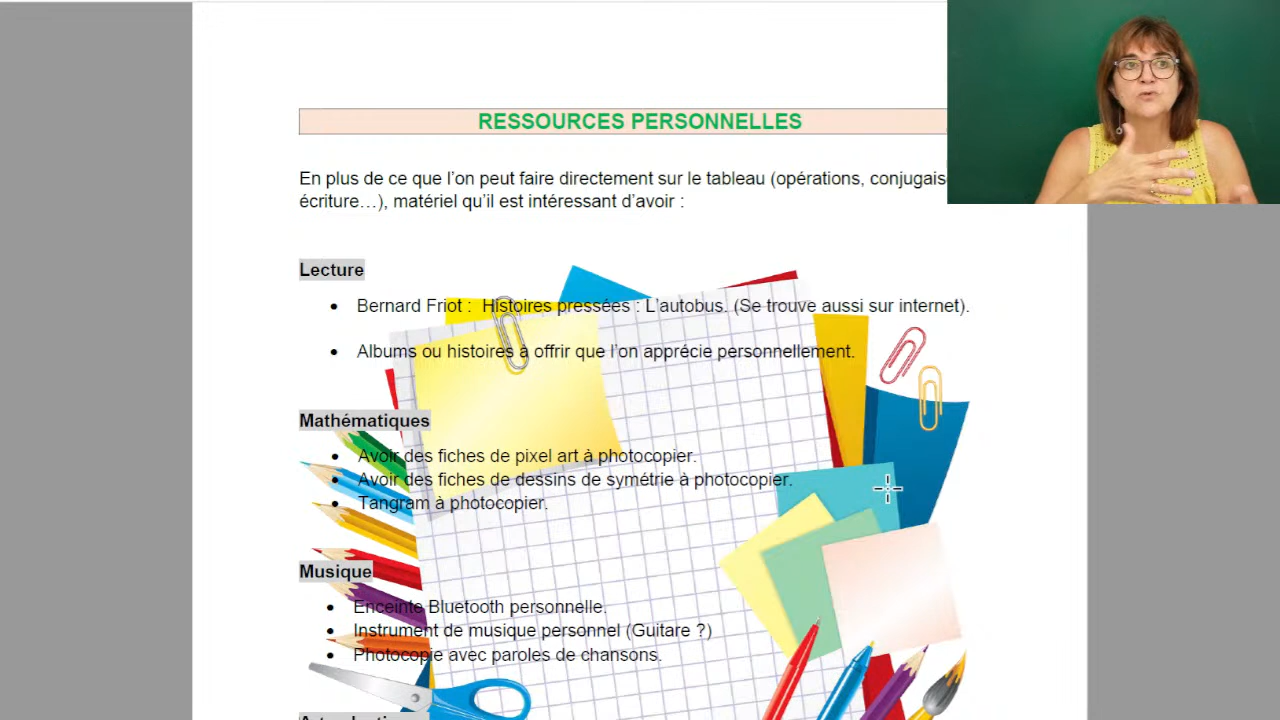 RESSOURCES PERSONNELLES
En plus de ce que l'on peut faire directement sur le tableau (opérations,
écriture…), matériel qu'il est intéressant d'avoir :
Lecture
• Bernard Friot : Histoires pressées : L'autobus. (Se trouve aussi sur internet).
• Albums ou histoires à offrir que l'on apprécie personnellement.
Mathématiques
• Avoir des fiches de pixel art à photocopier.
• Avoir des fiches de dessins de symétrie à photocopier.
• Tangram à photocopier.
Musique
• Enceinte Bluetooth personnelle.
• Instrument de musique personnel (Guitare ?)
• Photocopie avec paroles de chansons.